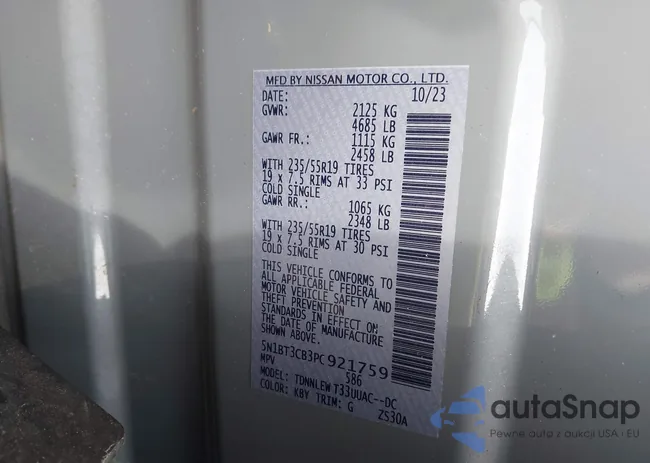 MFD BY NISSAN MOTOR CO., LTD.
DATE: 10/23
GVWR: 2125 KG
4685 LB
GAWR FR.: 1115 KG
2458 LB
WITH 235/55R19 TIRES
19 x 7.5 RIMS AT 33 PSI
COLD SINGLE
GAWR RR.: 1065 KG
2348 LB
WITH 235/55R19 TIRES
19 x 7.5 RIMS AT 30 PSI
COLD SINGLE
THIS VEHICLE CONFORMS TO
ALL APPLICABLE FEDERAL
MOTOR VEHICLE SAFETY AND
THEFT PREVENTION
STANDARDS IN EFFECT ON
THE DATE OF MANUFACTURE
SHOWN ABOVE.
5N1BT3CB3PC921759
MPV 586
MODEL: TDNNLEW T33UUAC--DC
COLOR: KBY TRIM: G ZS30A
autaSnap
Pewne auto z aukcji USA i EU